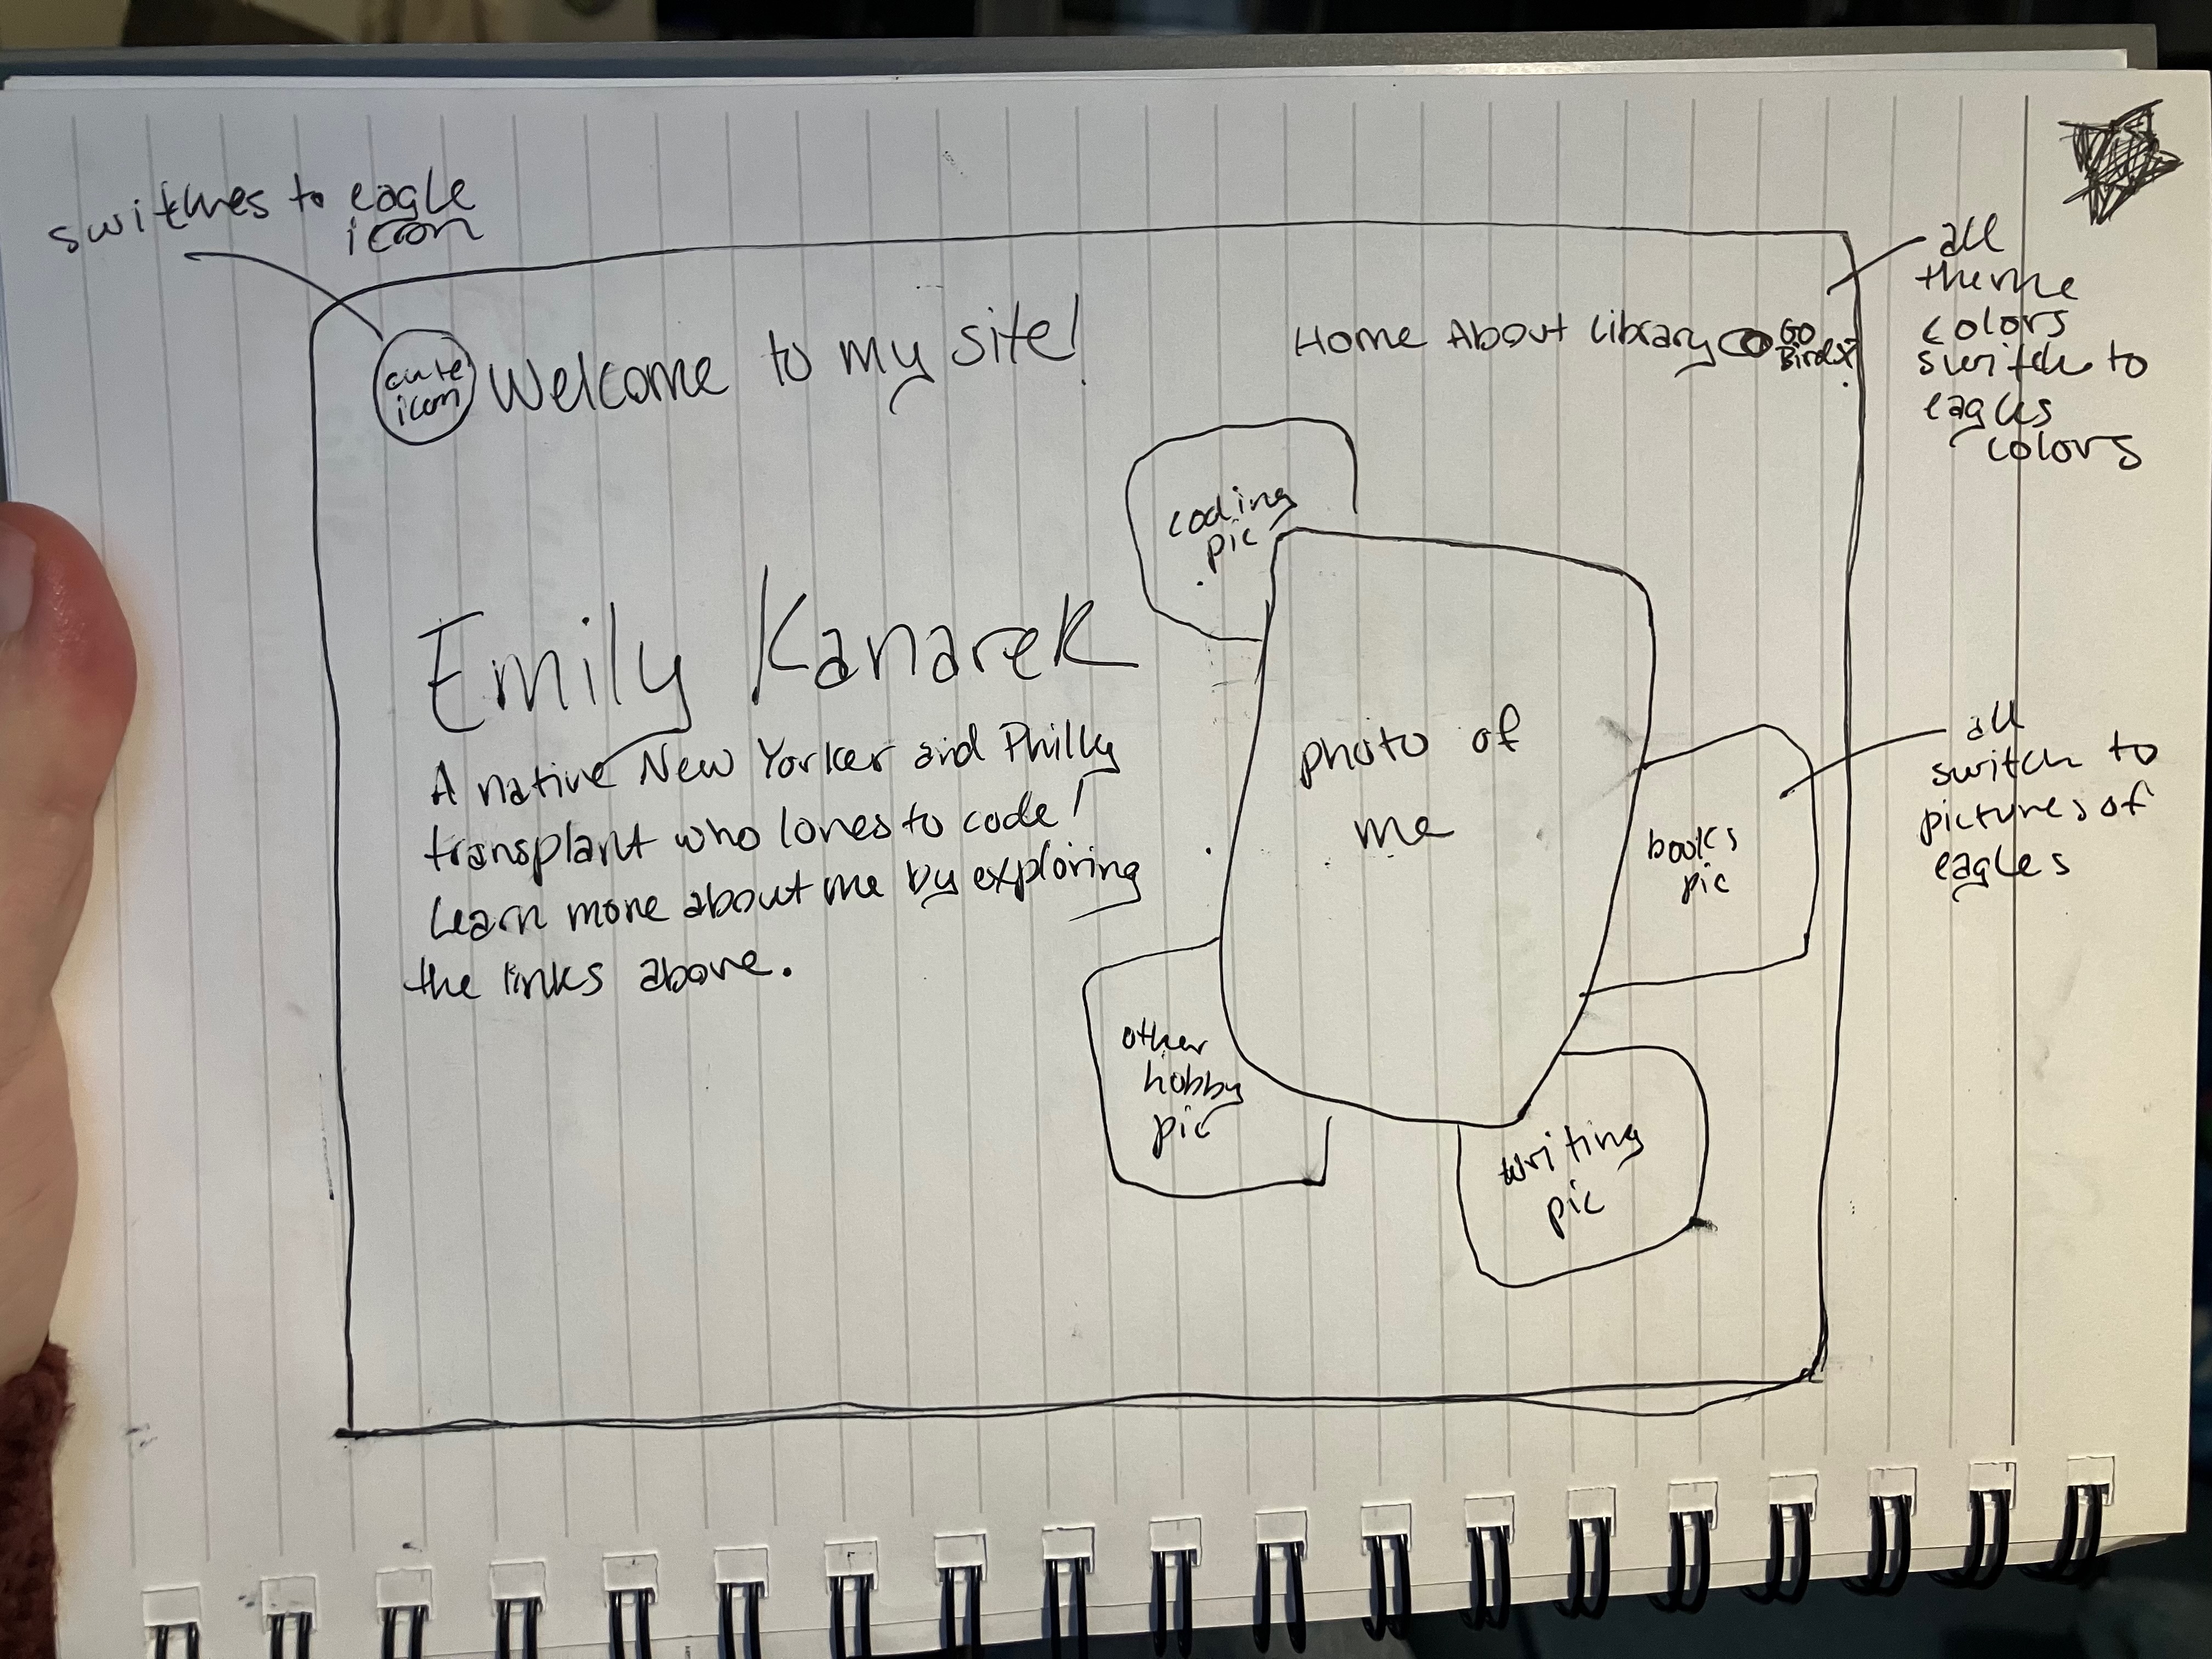 switches to eagle
icon
all
theme
colors
switch to
eagles
colors
cute
icon
Welcome to my site!
Home About Library
GO
Birds?
coding
pic
Emily Kanarek
A native New Yorker and Philly
transplant who loves to code!
Learn more about me by exploring
the links above.
photo of
me
books
pic
all
switch to
pictures of
eagles
other
hobby
pic
writing
pic